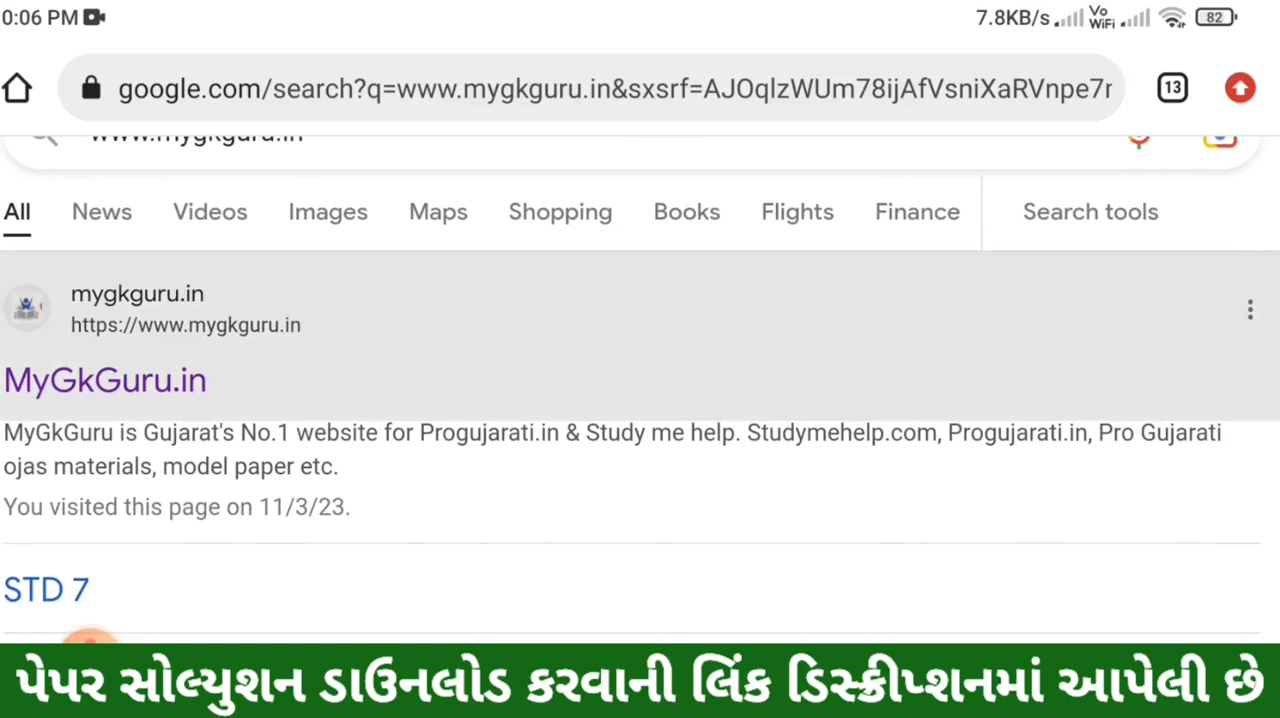 0:06 PM 7.8KB/s Vo WiFi 82
google.com/search?q=www.mygkguru.in&sxsrf=AJOqlzWUm78ijAfVsniXaRVnpe7r 13
www.mygkguru.in
All News Videos Images Maps Shopping Books Flights Finance Search tools
mygkguru.in
https://www.mygkguru.in
MyGkGuru.in
MyGkGuru is Gujarat's No.1 website for Progujarati.in & Study me help. Studymehelp.com, Progujarati.in, Pro Gujarati
ojas materials, model paper etc.
You visited this page on 11/3/23.
STD 7
પેપર સોલ્યુશન ડાઉનલોડ કરવાની લિંક ડિસ્ક્રીપ્શનમાં આપેલી છે